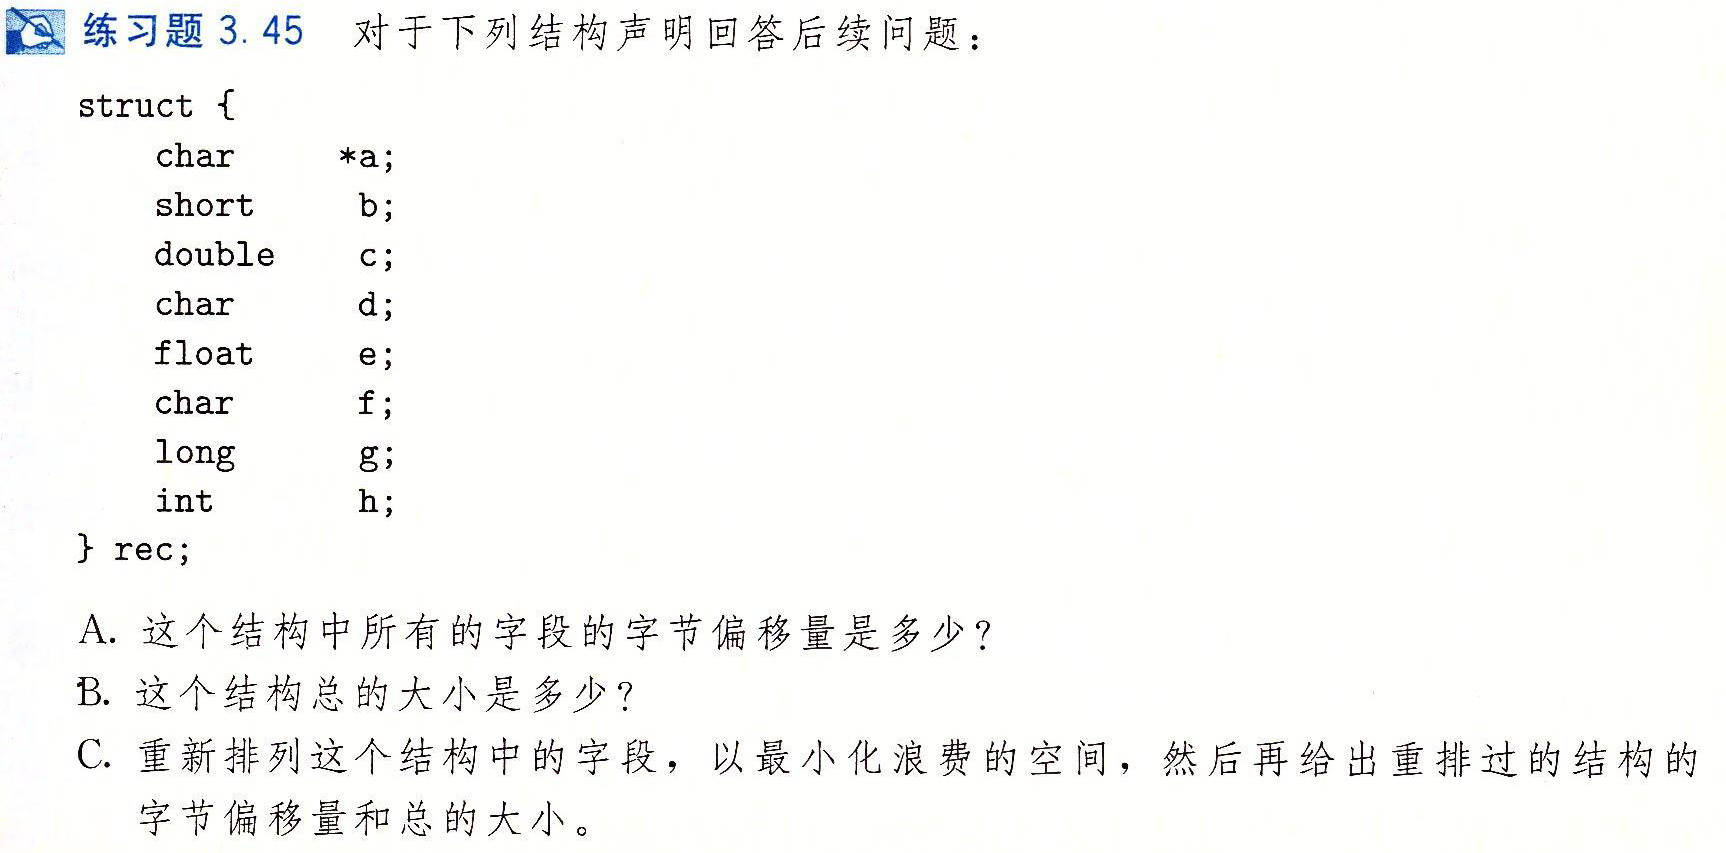 练习题 3.45 对于下列结构声明回答后续问题：
struct {
char *a;
short b;
double c;
char d;
float e;
char f;
long g;
int h;
} rec;
A. 这个结构中所有的字段的字节偏移量是多少？
B. 这个结构总的大小是多少？
C. 重新排列这个结构中的字段，以最小化浪费的空间，然后再给出重排过的结构的
字节偏移量和总的大小。